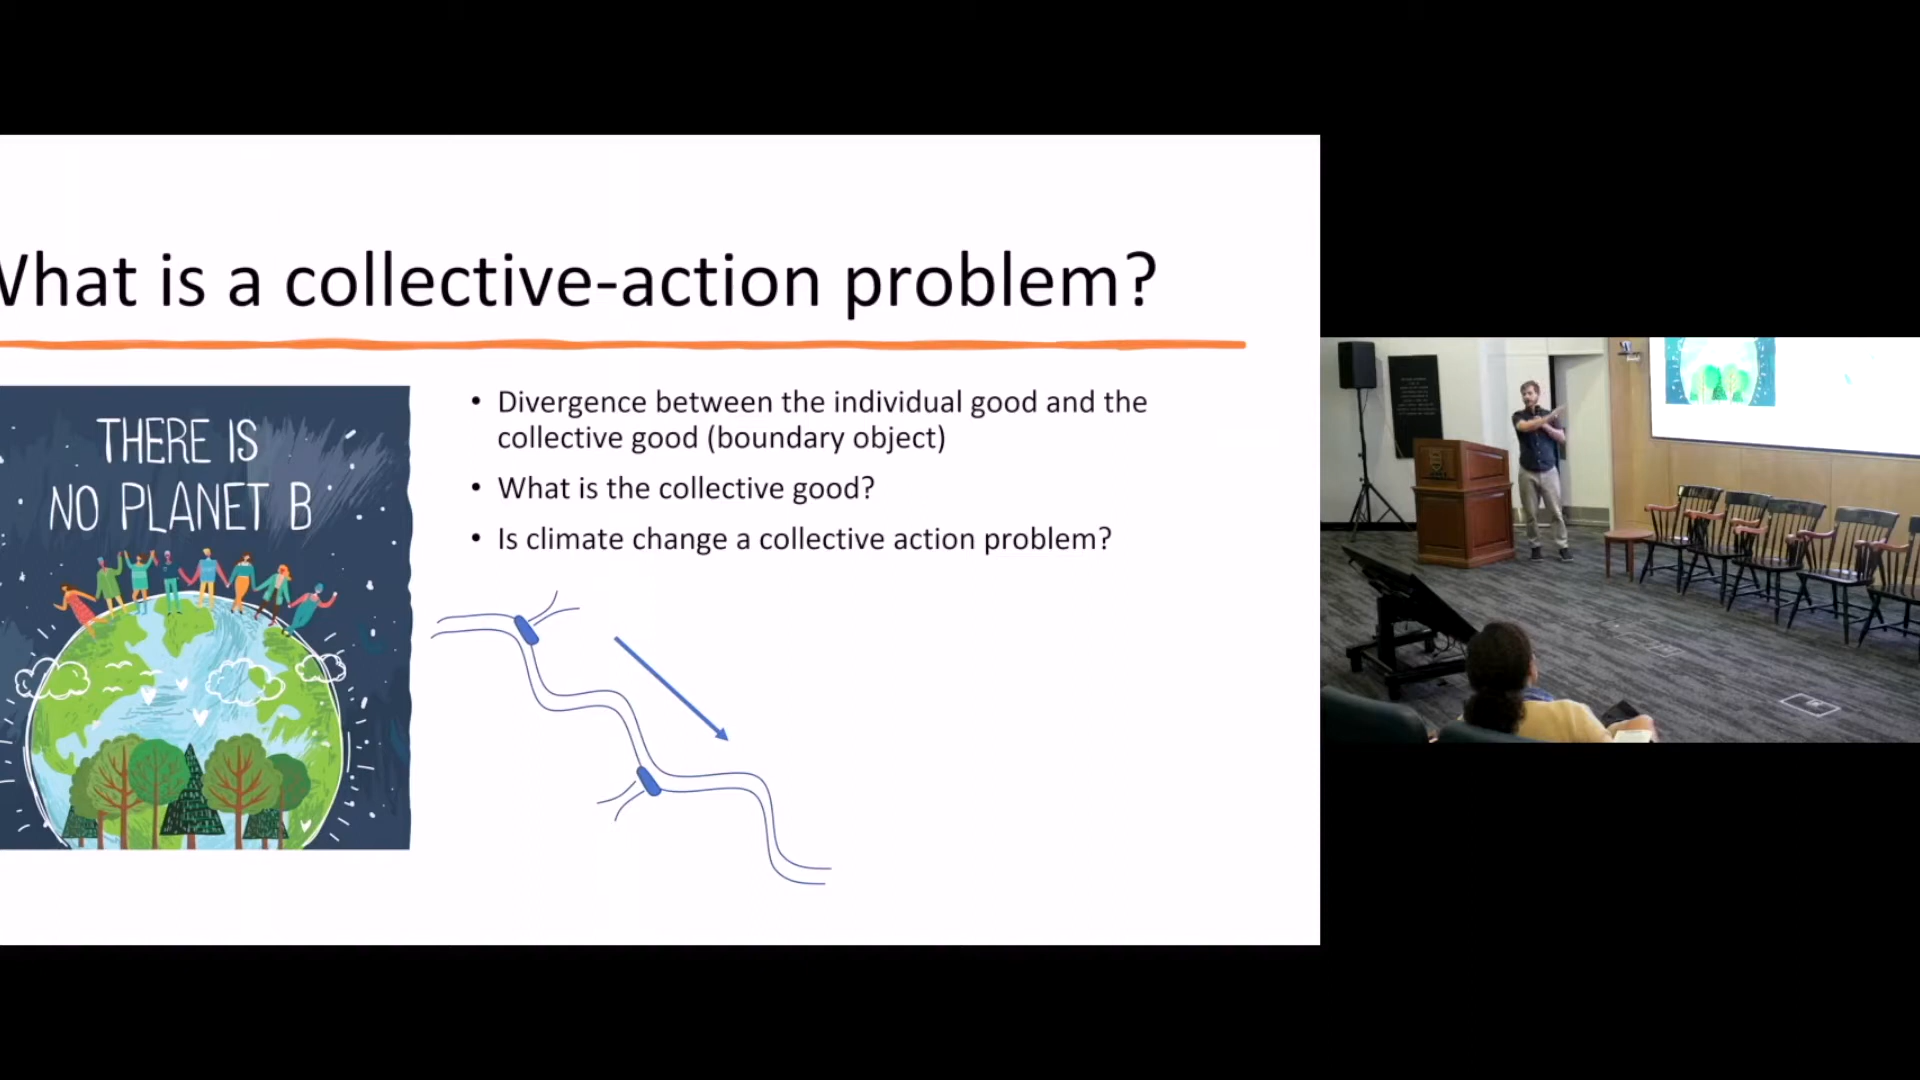 What is a collective-action problem?
THERE IS
NO PLANET B
• Divergence between the individual good and the
collective good (boundary object)
• What is the collective good?
• Is climate change a collective action problem?